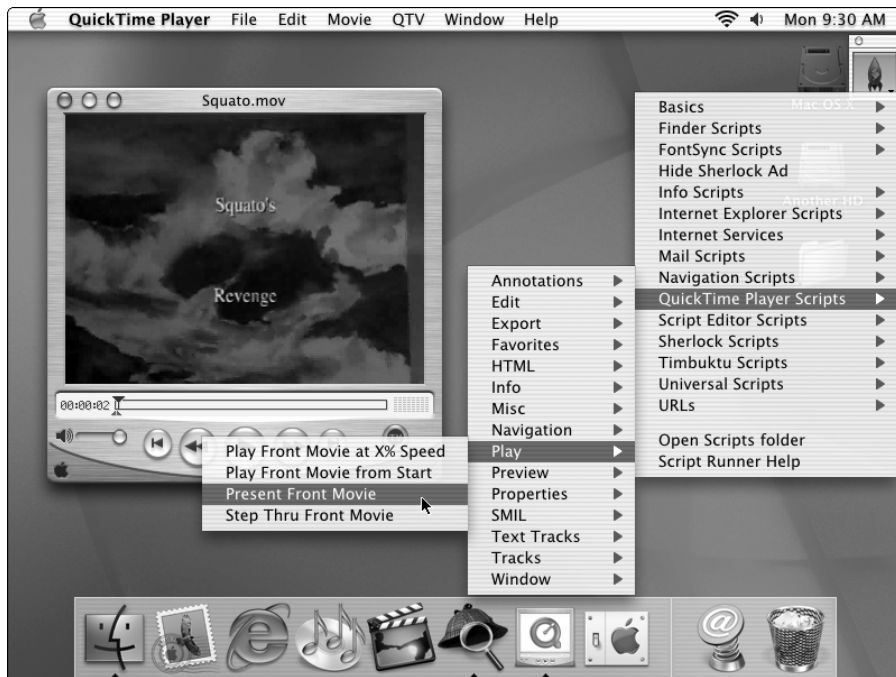 QuickTime Player File Edit Movie QTV Window Help Mon 9:30 AM
Mac OS X
Another HD
Squato.mov
Squato's
Revenge
00:00:02
Basics
Finder Scripts
FontSync Scripts
Hide Sherlock Ad
Info Scripts
Internet Explorer Scripts
Internet Services
Mail Scripts
Navigation Scripts
QuickTime Player Scripts
Script Editor Scripts
Sherlock Scripts
Timbuktu Scripts
Universal Scripts
URLs
Open Scripts folder
Script Runner Help
Annotations
Edit
Export
Favorites
HTML
Info
Misc
Navigation
Play
Preview
Properties
SMIL
Text Tracks
Tracks
Window
Play Front Movie at X% Speed
Play Front Movie from Start
Present Front Movie
Step Thru Front Movie
@